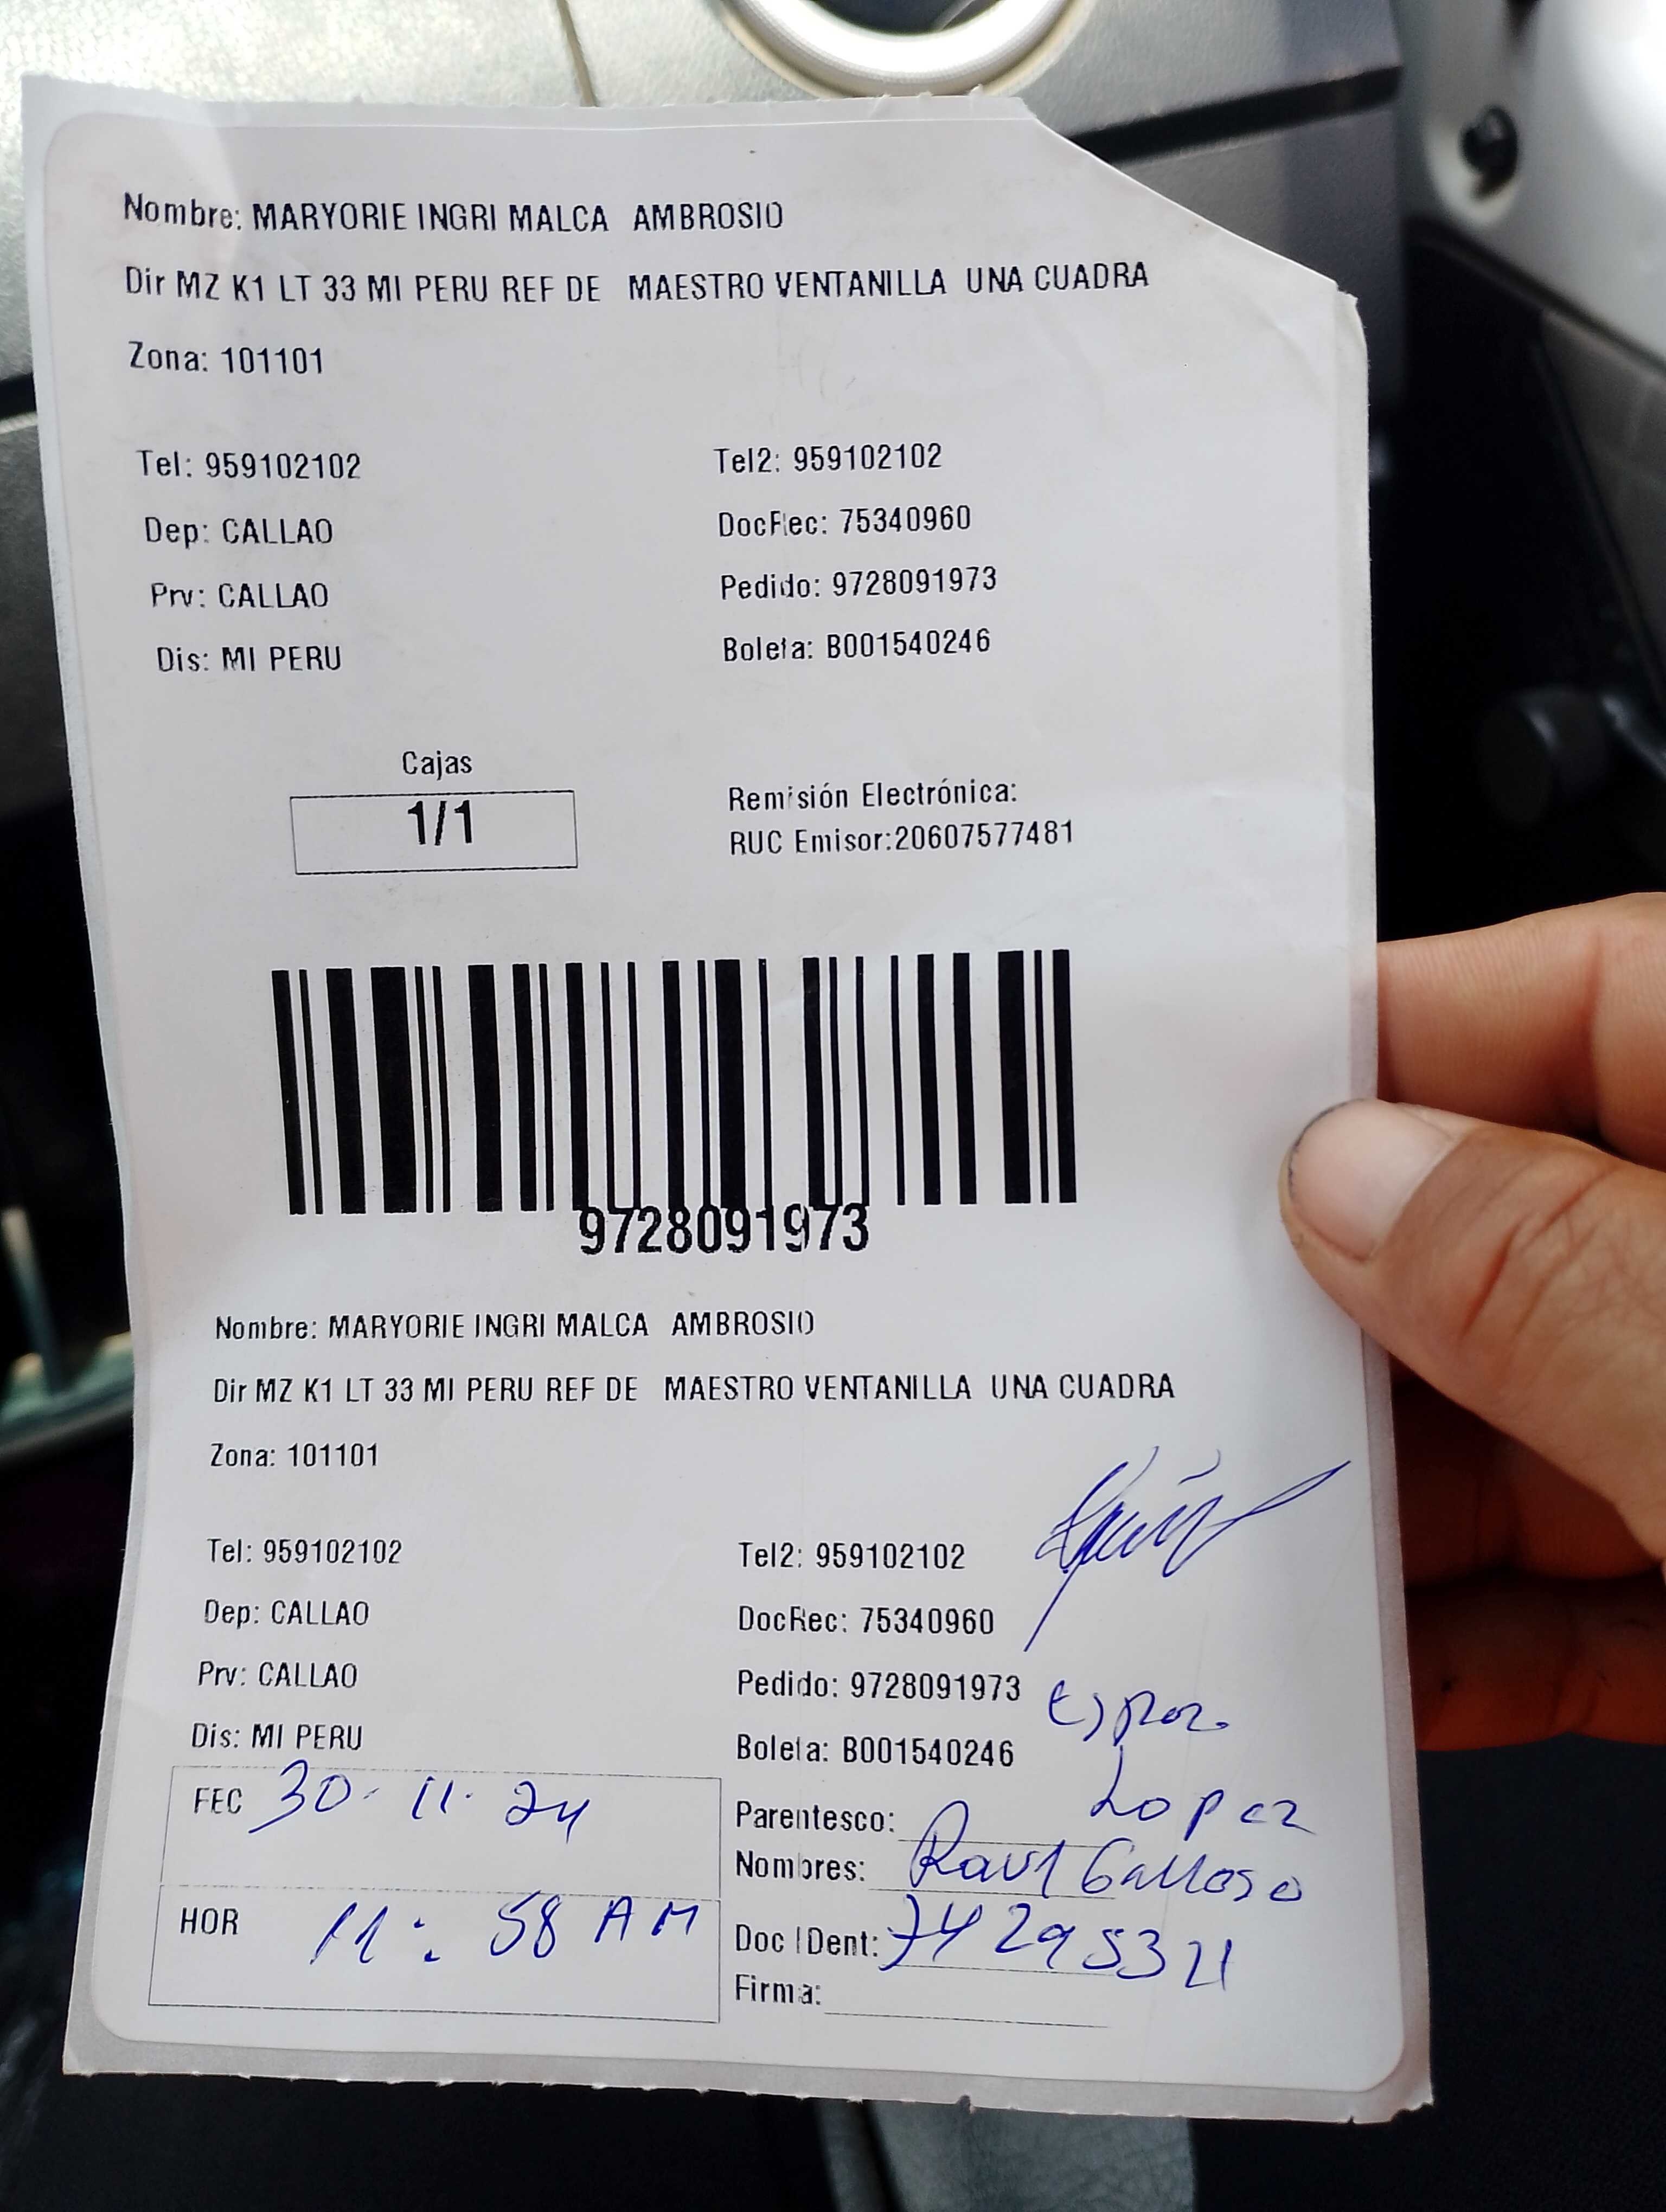 Nombre: MARYORIE INGRI MALCA AMBROSIO
Dir MZ K1 LT 33 MI PERU REF DE MAESTRO VENTANILLA UNA CUADRA
Zona: 101101
Tel: 959102102 Tel2: 959102102
Dep: CALLAO DocRec: 75340960
Prv: CALLAO Pedido: 9728091973
Dis: MI PERU Boleta: B001540246
Cajas
1/1
Remisión Electrónica:
RUC Emisor:20607577481
9728091973
Nombre: MARYORIE INGRI MALCA AMBROSIO
Dir MZ K1 LT 33 MI PERU REF DE MAESTRO VENTANILLA UNA CUADRA
Zona: 101101
Tel: 959102102 Tel2: 959102102
Dep: CALLAO DocRec: 75340960
Prv: CALLAO Pedido: 9728091973
Dis: MI PERU Boleta: B001540246
FEC 30. 11. 24
HOR 11:58 AM
Parentesco: Lopez
Nombres: Raul Galloso
Doc IDent: 74295321
Firma: